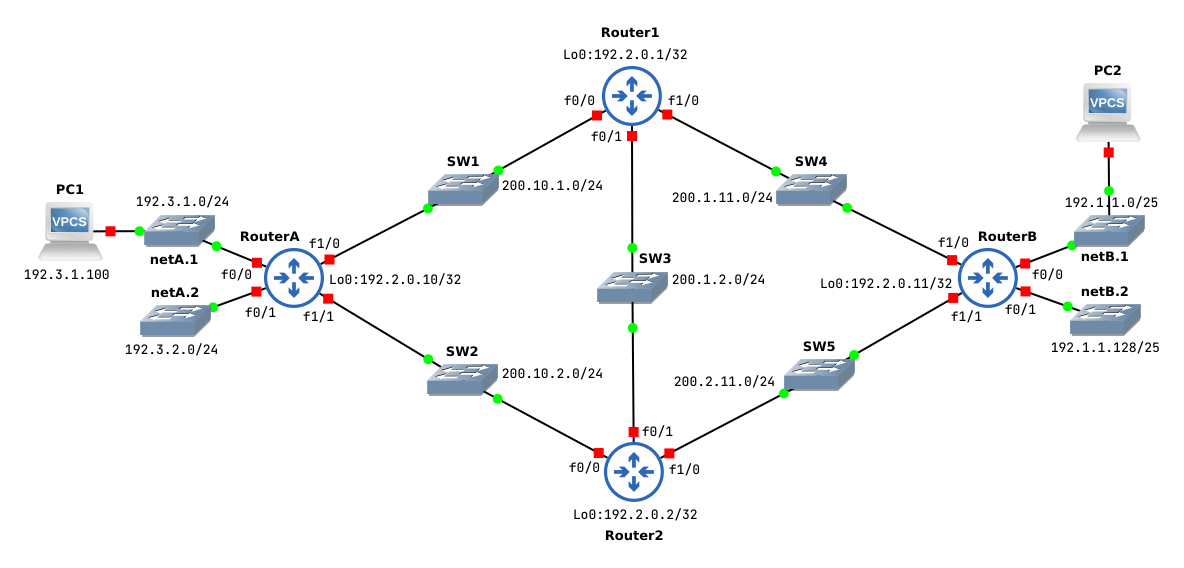 Router1
Lo0:192.2.0.1/32
f0/0
f1/0
f0/1
PC2
VPCS
SW1
200.10.1.0/24
SW4
200.1.11.0/24
PC1
VPCS
192.3.1.100
192.3.1.0/24
netA.1
RouterA
f1/0
f0/0
Lo0:192.2.0.10/32
netA.2
f0/1
f1/1
192.3.2.0/24
SW3
200.1.2.0/24
192.1.1.0/25
RouterB
f1/0
netB.1
f0/0
Lo0:192.2.0.11/32
netB.2
f0/1
f1/1
192.1.1.128/25
SW2
200.10.2.0/24
SW5
200.2.11.0/24
f0/1
f0/0
f1/0
Lo0:192.2.0.2/32
Router2